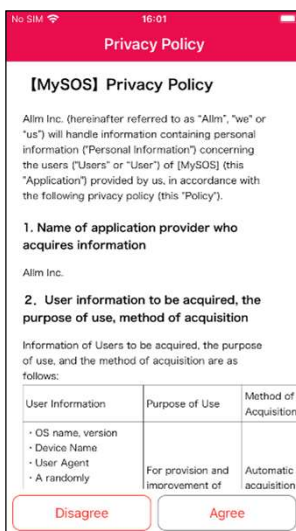 No SIM 16:01
Privacy Policy
【MySOS】Privacy Policy
Allm Inc. (hereinafter referred to as "Allm", "we" or
"us") will handle information containing personal
information ("Personal Information") concerning
the users ("Users" or "User") of [MySOS] (this
"Application") provided by us, in accordance with
the following privacy policy (this "Policy").
1. Name of application provider who
acquires information
Allm Inc.
2．User information to be acquired, the
purpose of use, method of acquisition
Information of Users to be acquired, the purpose
of use, and the method of acquisition are as
follows:
User Information Purpose of Use Method of
Acquisition
・OS name, version
・Device Name
・User Agent
・A randomly
For provision and Automatic
improvement of acquisition
Disagree Agree